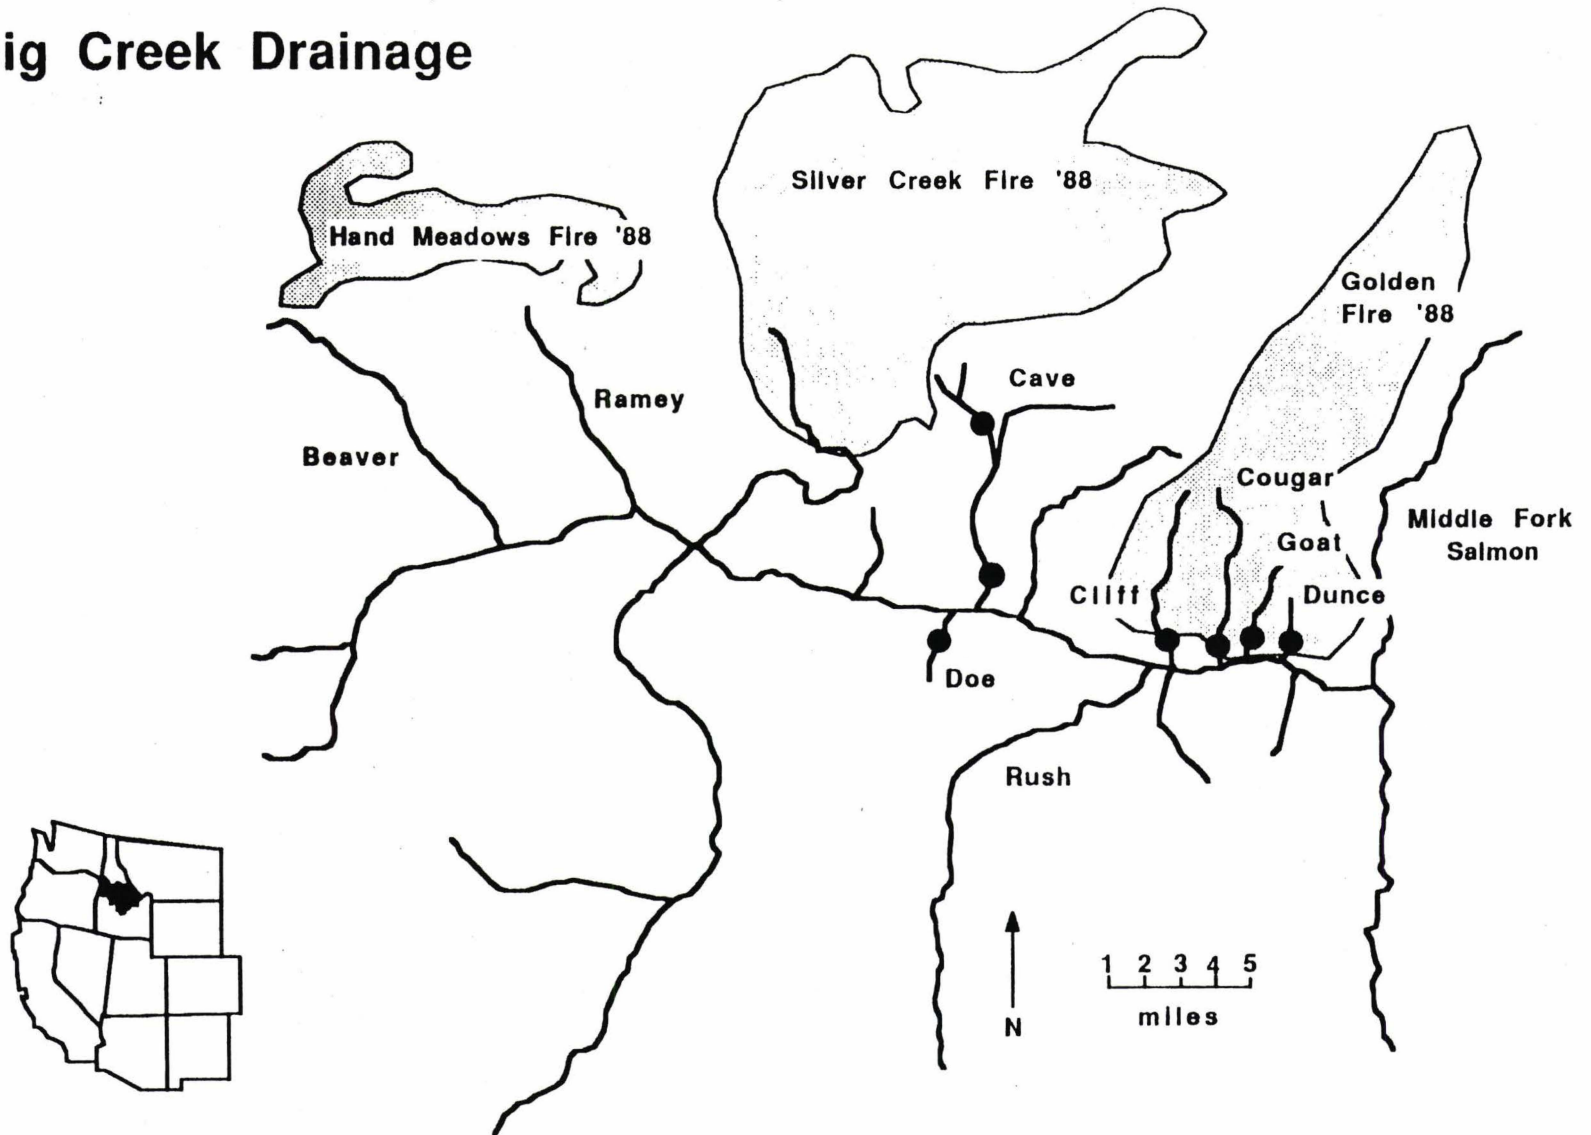 ig Creek Drainage
Silver Creek Fire '88
Hand Meadows Fire '88
Golden
Fire '88
Cave
Ramey
Beaver
Cougar
Middle Fork
Salmon
Goat
Cliff
Dunce
Doe
Rush
1 2 3 4 5
miles
N